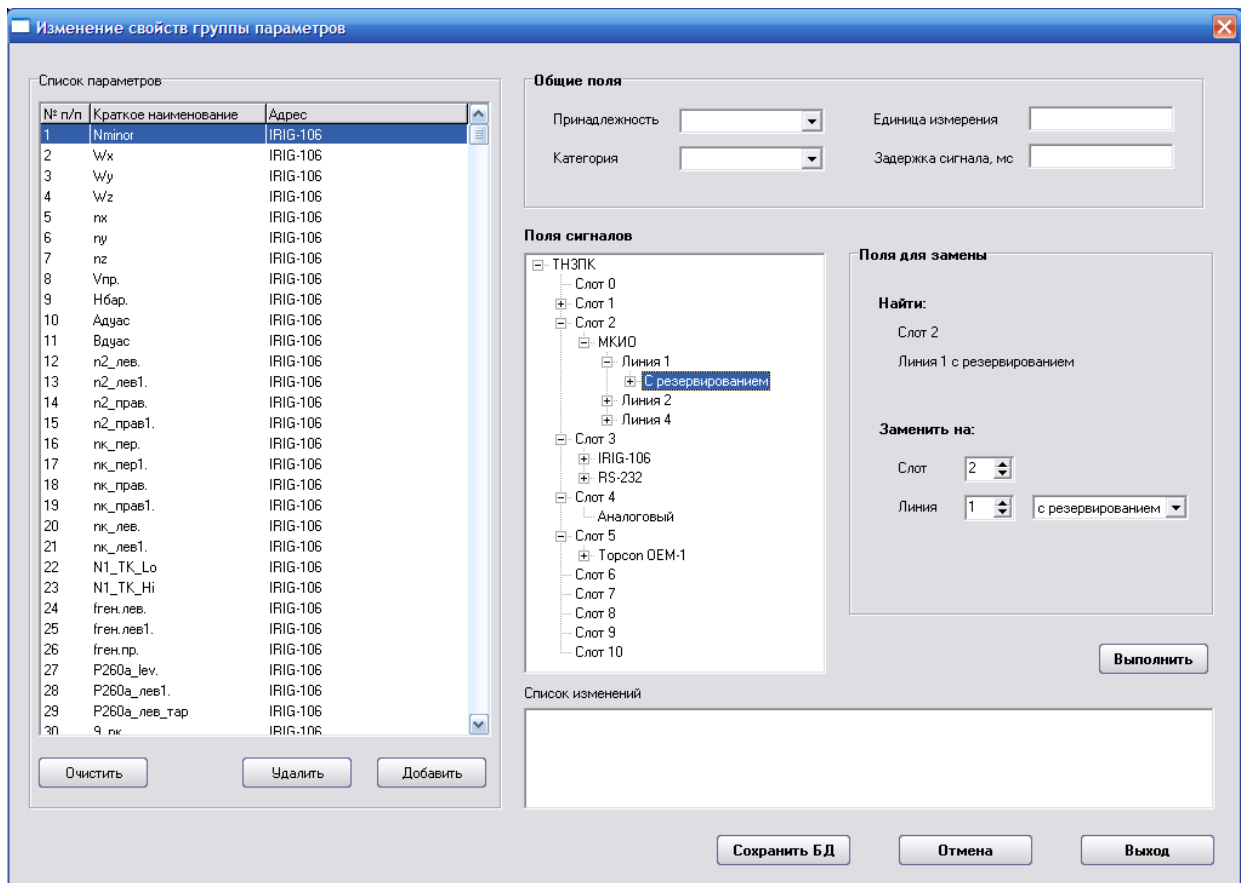 Изменение свойств группы параметров
Список параметров
№ п/п Краткое наименование Адрес
1 Nminor IRIG-106
2 Wx IRIG-106
3 Wy IRIG-106
4 Wz IRIG-106
5 nx IRIG-106
6 ny IRIG-106
7 nz IRIG-106
8 Vпр. IRIG-106
9 Hбар. IRIG-106
10 Адуас IRIG-106
11 Вдуас IRIG-106
12 n2_лев. IRIG-106
13 n2_лев1. IRIG-106
14 n2_прав. IRIG-106
15 n2_прав1. IRIG-106
16 nк_пер. IRIG-106
17 nк_пер1. IRIG-106
18 nк_прав. IRIG-106
19 nк_прав1. IRIG-106
20 nк_лев. IRIG-106
21 nк_лев1. IRIG-106
22 N1_TK_Lo IRIG-106
23 N1_TK_Hi IRIG-106
24 fген.лев. IRIG-106
25 fген.лев1. IRIG-106
26 fген.пр. IRIG-106
27 P260a_lev. IRIG-106
28 P260a_лев1. IRIG-106
29 P260a_лев_тар IRIG-106
30 9_рк IRIG-106
Очистить Удалить Добавить
Общие поля
Принадлежность Единица измерения
Категория Задержка сигнала, мс
Поля сигналов
ТНЗПК
Слот 0
Слот 1
Слот 2
МКИО
Линия 1
С резервированием
Линия 2
Линия 4
Слот 3
IRIG-106
RS-232
Слот 4
Аналоговый
Слот 5
Topcon OEM-1
Слот 6
Слот 7
Слот 8
Слот 9
Слот 10
Поля для замены
Найти:
Слот 2
Линия 1 с резервированием
Заменить на:
Слот 2
Линия 1 с резервированием
Выполнить
Список изменений
Сохранить БД Отмена Выход